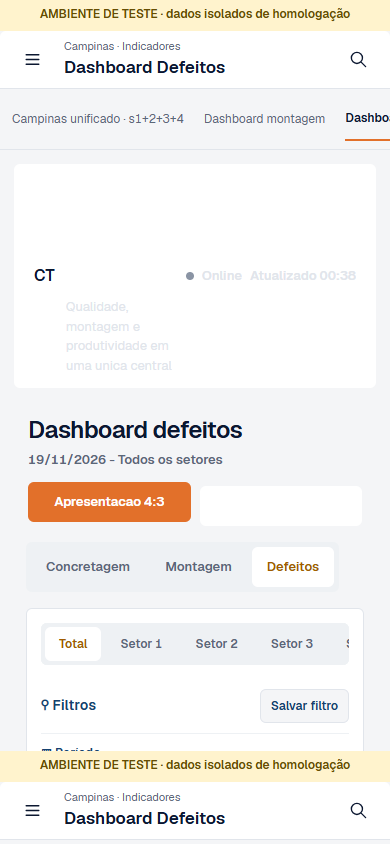 AMBIENTE DE TESTE · dados isolados de homologação
Campinas · Indicadores
Dashboard Defeitos
Campinas unificado · s1+2+3+4 Dashboard montagem Dashbo
CT
Online Atualizado 00:38
Qualidade,
montagem e
produtividade em
uma unica central
Dashboard defeitos
19/11/2026 - Todos os setores
Apresentacao 4:3
Concretagem Montagem Defeitos
Total Setor 1 Setor 2 Setor 3
Filtros
Salvar filtro
AMBIENTE DE TESTE · dados isolados de homologação
Campinas · Indicadores
Dashboard Defeitos